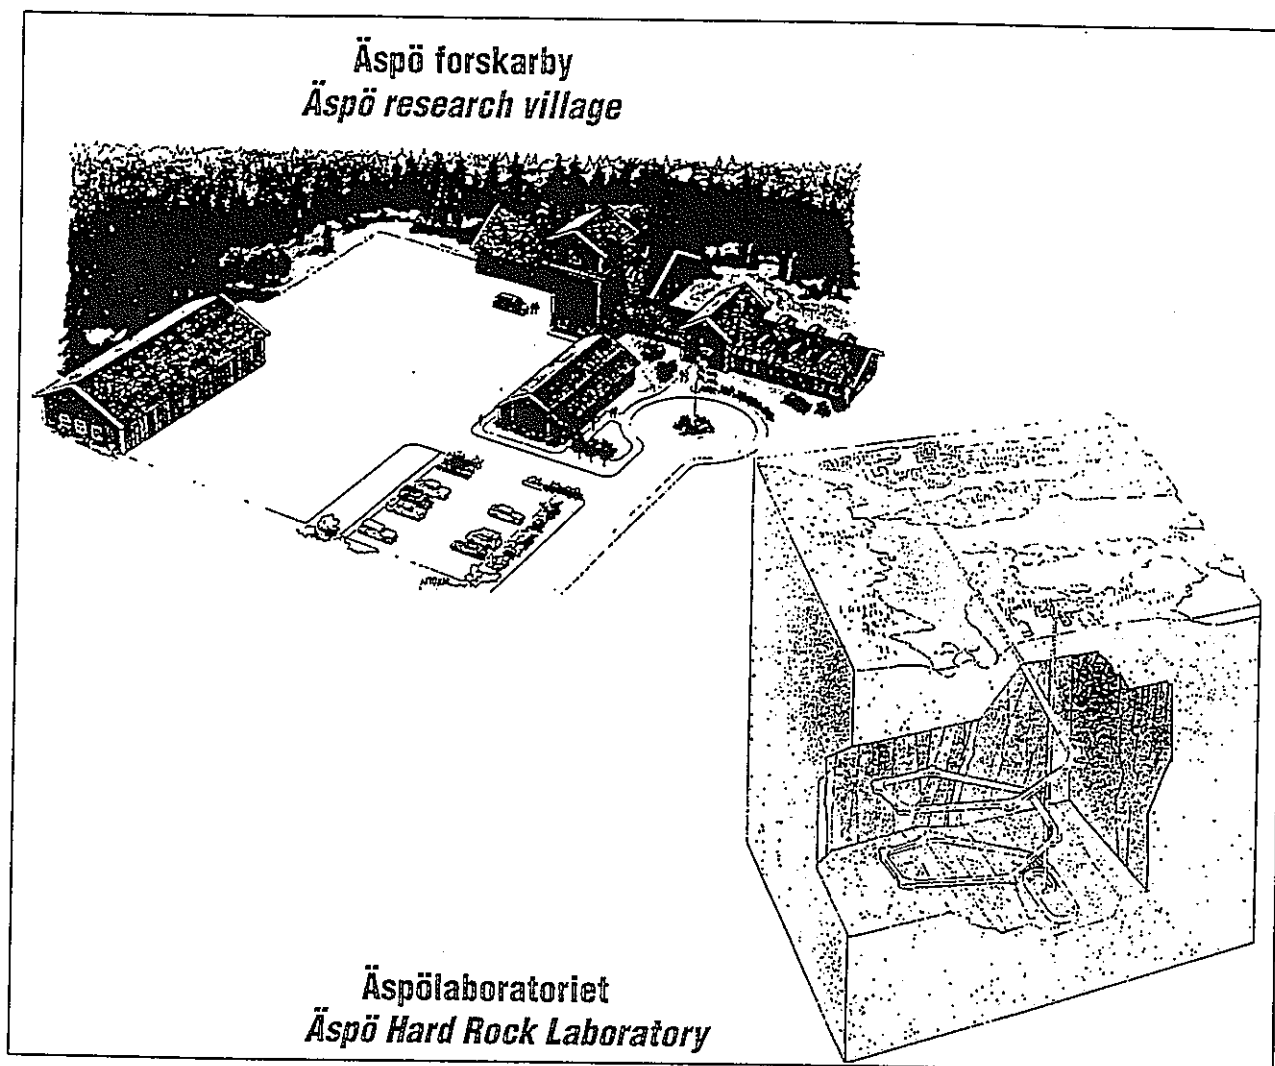 Äspö forskarby
Äspö research village
Äspölaboratoriet
Äspö Hard Rock Laboratory